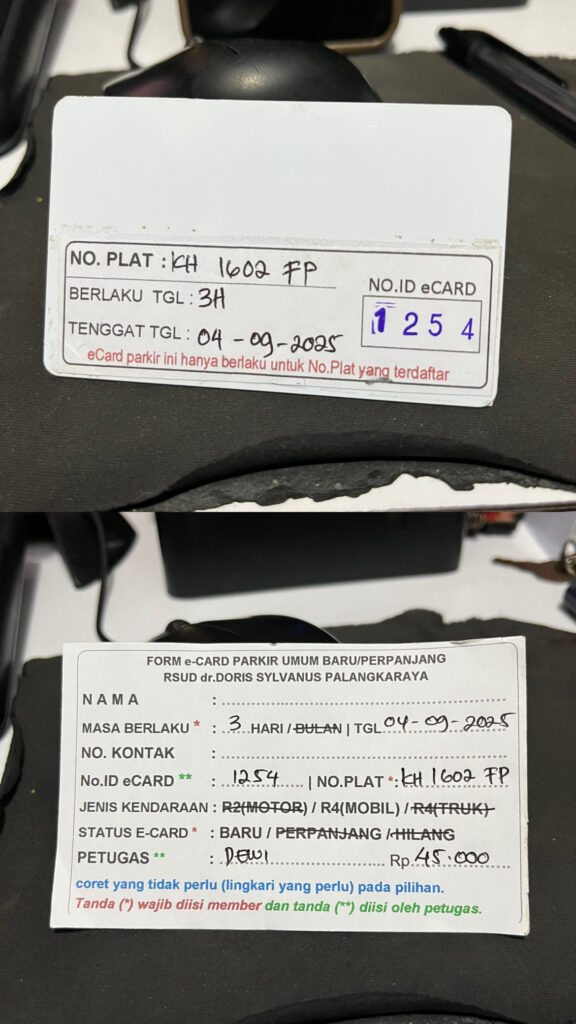 NO. PLAT : KH 1602 FP
BERLAKU TGL : 3H
NO.ID eCARD
1254
TENGGAT TGL : 04 - 09 - 2025
eCard parkir ini hanya berlaku untuk No.Plat yang terdaftar
FORM e-CARD PARKIR UMUM BARU/PERPANJANG
RSUD dr.DORIS SYLVANUS PALANGKARAYA
N A M A :
MASA BERLAKU * : 3 HARI / BULAN | TGL 04-09-2025
NO. KONTAK :
No.ID eCARD ** : 1254 | NO.PLAT *: KH 1602 FP
JENIS KENDARAAN : R2(MOTOR) / R4(MOBIL) / R4(TRUK)
STATUS E-CARD * : BARU / PERPANJANG / HILANG
PETUGAS ** : DEWI Rp 45.000
coret yang tidak perlu (lingkari yang perlu) pada pilihan.
Tanda (*) wajib diisi member dan tanda (**) diisi oleh petugas.